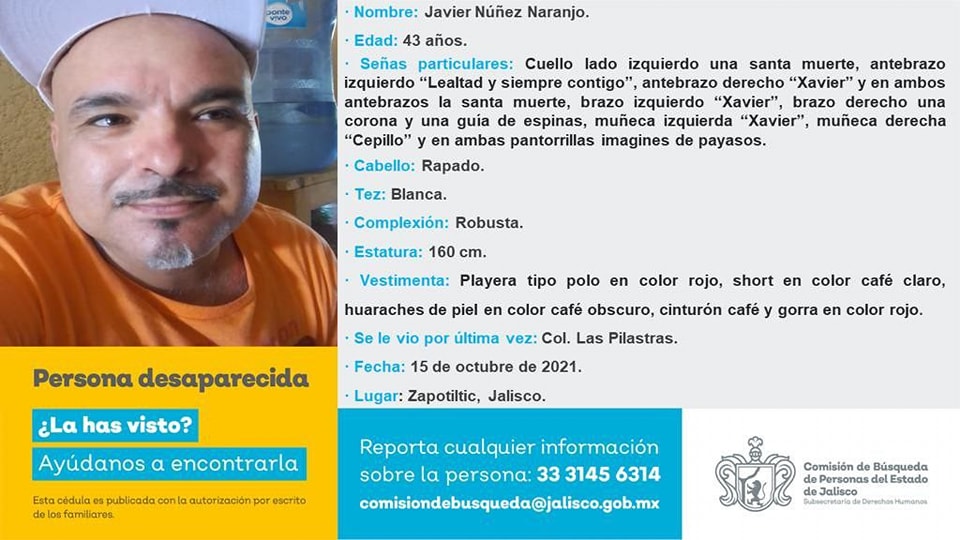 ponte
vivo
· Nombre: Javier Núñez Naranjo.
· Edad: 43 años.
· Señas particulares: Cuello lado izquierdo una santa muerte, antebrazo
izquierdo “Lealtad y siempre contigo”, antebrazo derecho “Xavier” y en ambos
antebrazos la santa muerte, brazo izquierdo “Xavier”, brazo derecho una
corona y una guía de espinas, muñeca izquierda “Xavier”, muñeca derecha
“Cepillo” y en ambas pantorrillas imagines de payasos.
· Cabello: Rapado.
· Tez: Blanca.
· Complexión: Robusta.
· Estatura: 160 cm.
· Vestimenta: Playera tipo polo en color rojo, short en color café claro,
huaraches de piel en color café obscuro, cinturón café y gorra en color rojo.
· Se le vio por última vez: Col. Las Pilastras.
· Fecha: 15 de octubre de 2021.
· Lugar: Zapotiltic, Jalisco.
Persona desaparecida
¿La has visto?
Ayúdanos a encontrarla
Esta cédula es publicada con la autorización por escrito
de los familiares.
Reporta cualquier información
sobre la persona: 33 3145 6314
comisiondebusqueda@jalisco.gob.mx
Comisión de Búsqueda
de Personas del Estado
de Jalisco
Subsecretaría de Derechos Humanos